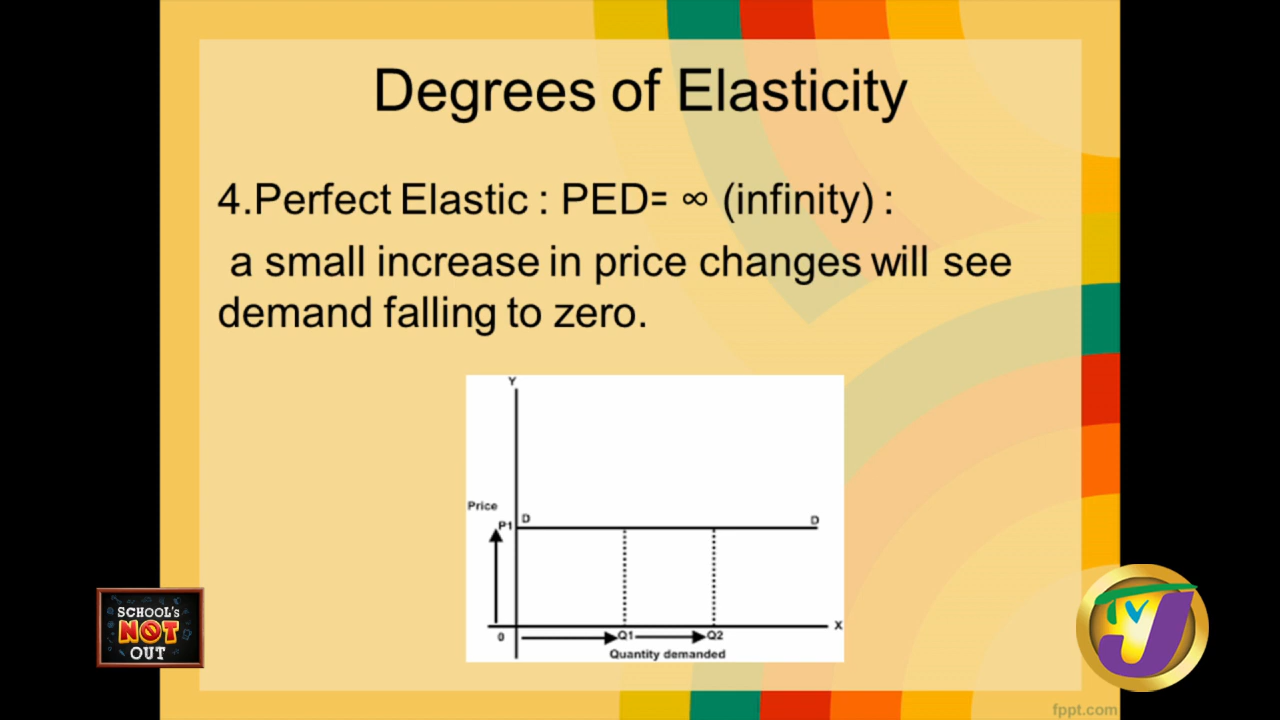 Degrees of Elasticity
4.Perfect Elastic : PED= ∞ (infinity) :
a small increase in price changes will see
demand falling to zero.
Y
Price
P1
D
D
0
Q1
Q2
X
Quantity demanded
SCHOOL's
NOT
OUT
TVJ
fppt.com